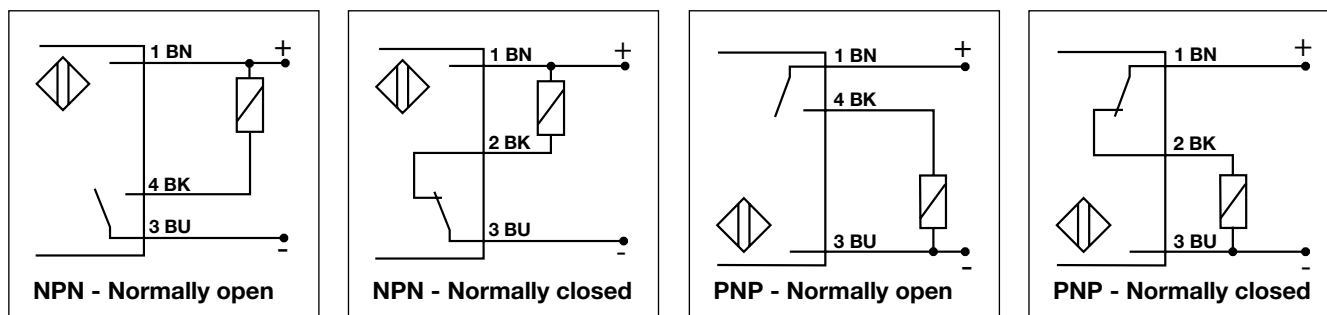 1 BN
+
4 BK
3 BU
-
NPN - Normally open
1 BN
+
2 BK
3 BU
-
NPN - Normally closed
1 BN
+
4 BK
3 BU
-
PNP - Normally open
1 BN
+
2 BK
3 BU
-
PNP - Normally closed